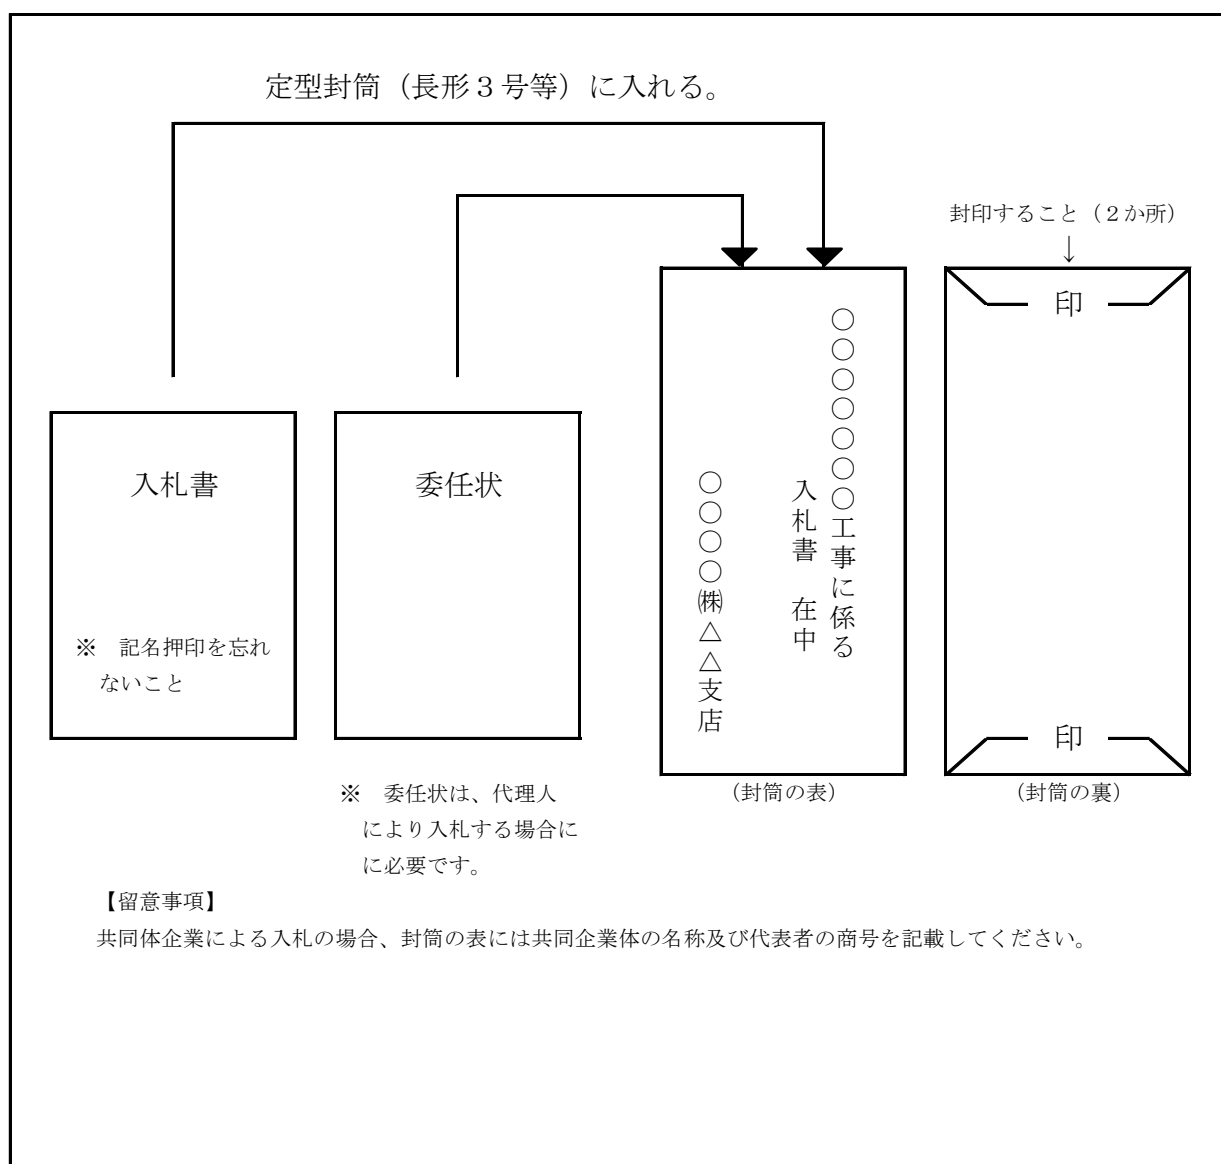 定型封筒（長形３号等）に入れる。
封印すること（２か所）
↓
入札書
※　記名押印を忘れ
ないこと
委任状
※　委任状は、代理人
により入札する場合に
に必要です。
○○○○○○○工事に係る
入札書　在中
○○○○㈱△△支店
（封筒の表）
印
印
（封筒の裏）
【留意事項】
共同体企業による入札の場合、封筒の表には共同企業体の名称及び代表者の商号を記載してください。